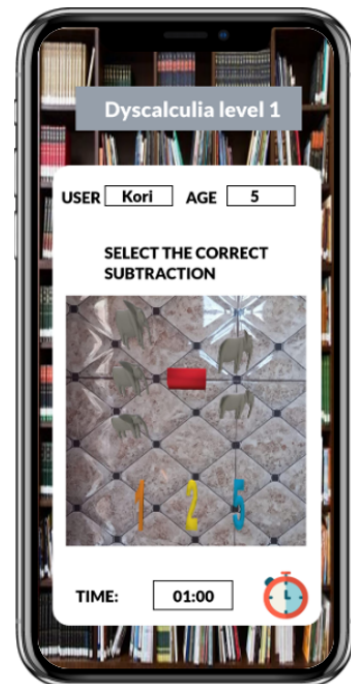 Dyscalculia level 1
USER Kori AGE 5
SELECT THE CORRECT
SUBTRACTION
1 2 5
TIME: 01:00